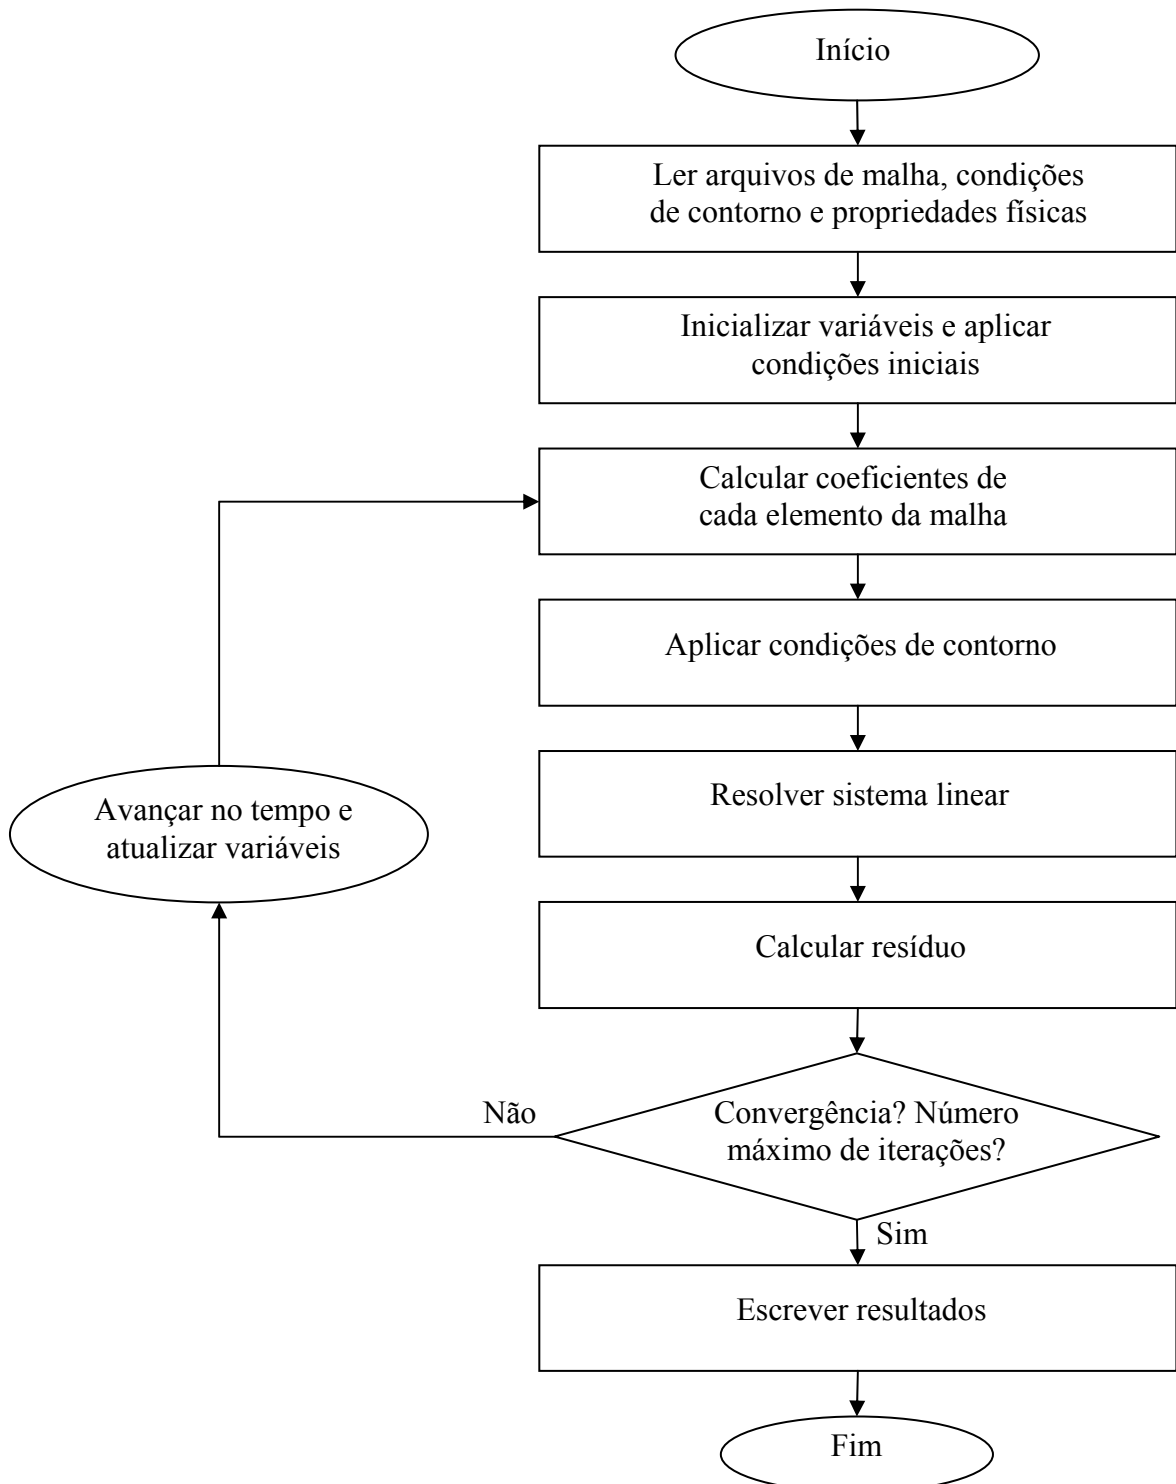 Início
Ler arquivos de malha, condições
de contorno e propriedades físicas
Inicializar variáveis e aplicar
condições iniciais
Calcular coeficientes de
cada elemento da malha
Aplicar condições de contorno
Resolver sistema linear
Avançar no tempo e
atualizar variáveis
Calcular resíduo
Não
Convergência? Número
máximo de iterações?
Sim
Escrever resultados
Fim